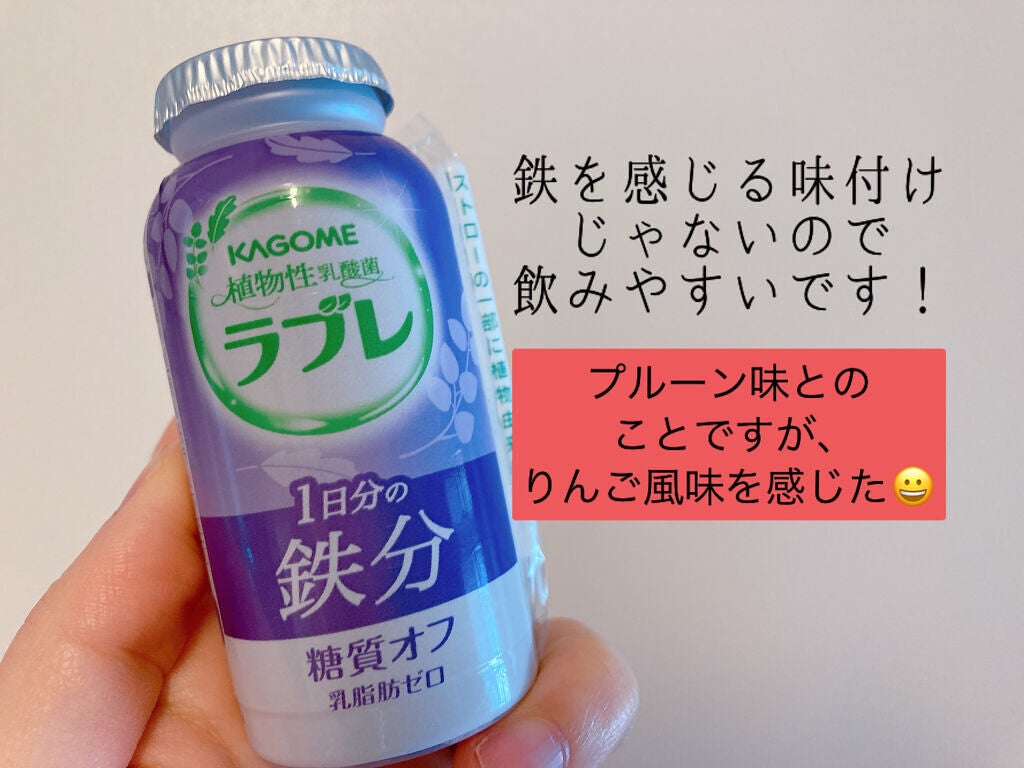 KAGOME
植物性乳酸菌
ラブレ
1日分の
鉄分
糖質オフ
乳脂肪ゼロ
ストローの一部に植物由来
鉄を感じる味付け
じゃないので
飲みやすいです！
プルーン味との
ことですが、
りんご風味を感じた😀